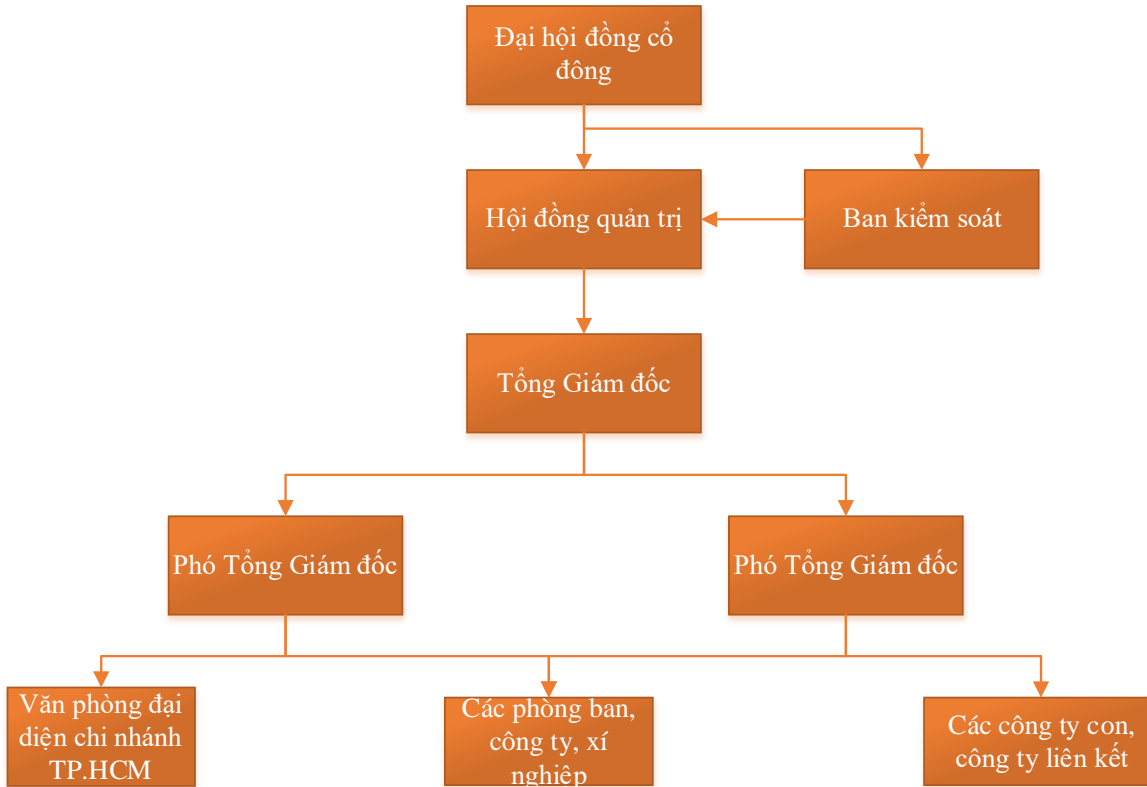 Đại hội đồng cổ
đông
Hội đồng quản trị
Ban kiểm soát
Tổng Giám đốc
Phó Tổng Giám đốc
Phó Tổng Giám đốc
Văn phòng đại
diện chi nhánh
TP.HCM
Các phòng ban,
công ty, xí
nghiệp
Các công ty con,
công ty liên kết